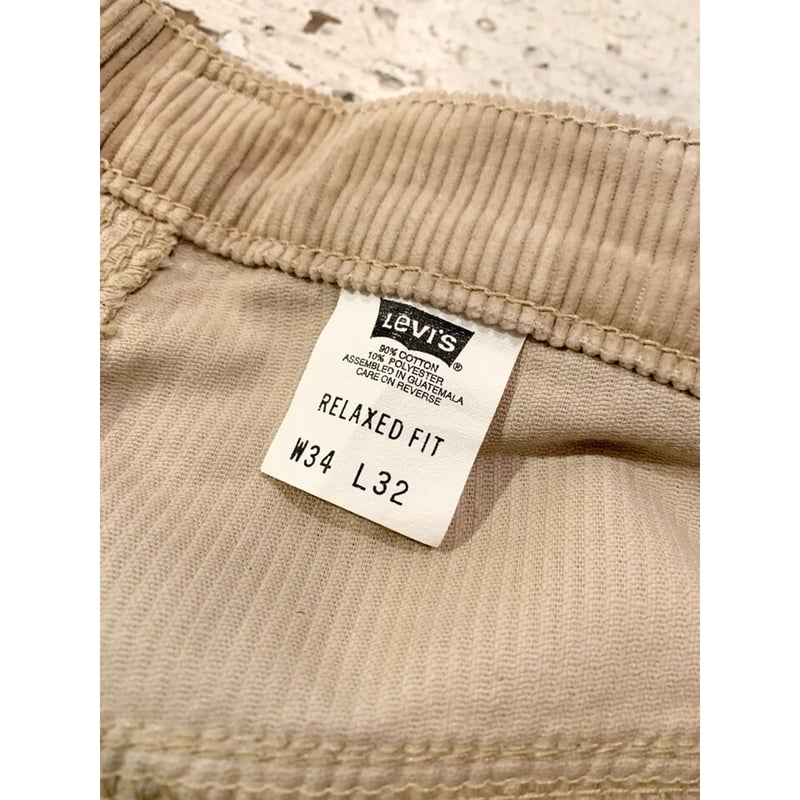 Levi's ®
90% COTTON
10% POLYESTER
ASSEMBLED IN GUATEMALA
CARE ON REVERSE
RELAXED FIT
W34 L32